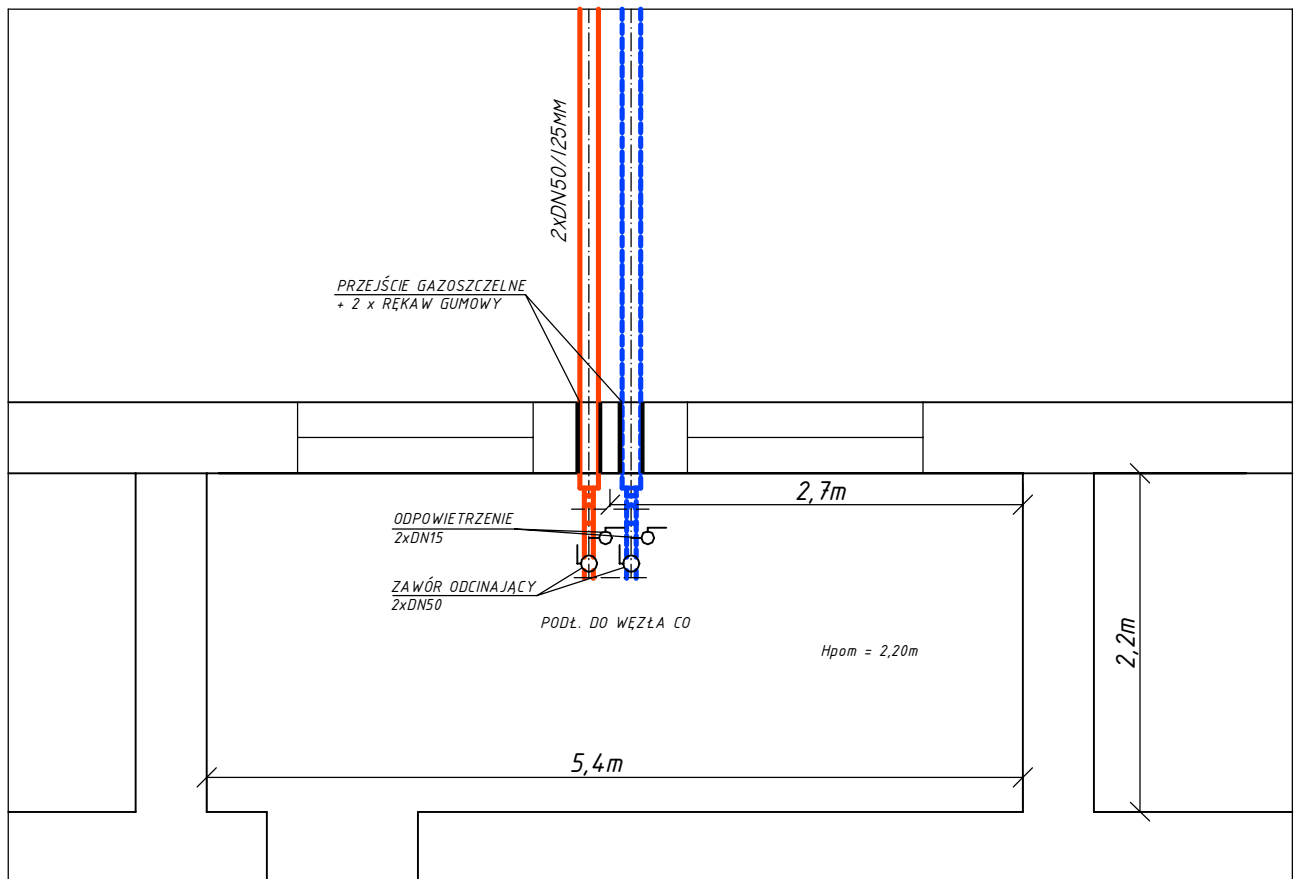 2xDN50/125MM
PRZEJŚCIE GAZOSZCZELNE
+ 2 x RĘKAW GUMOWY
2,7m
ODPOWIETRZENIE
2xDN15
ZAWÓR ODCINAJĄCY
2xDN50
PODŁ. DO WĘZŁA CO
Hpom = 2,20m
2,2m
5,4m